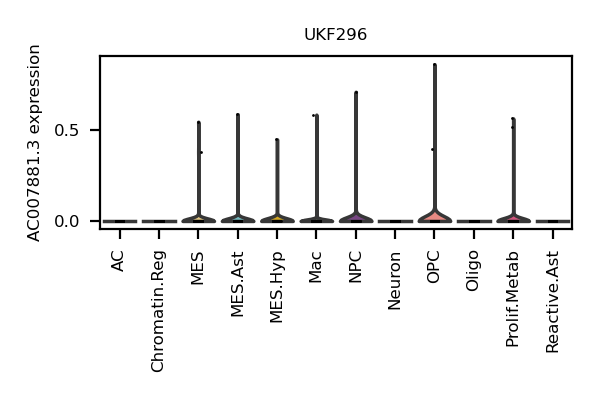 UKF296
AC007881.3 expression
0.5
0.0
AC
Chromatin.Reg
MES
MES.Ast
MES.Hyp
Mac
NPC
Neuron
OPC
Oligo
Prolif.Metab
Reactive.Ast